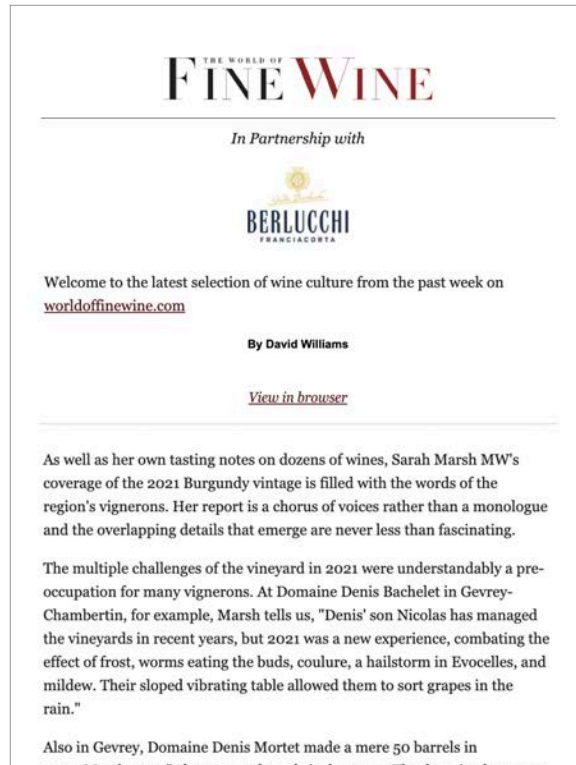 THE WORLD OF
FINE WINE
In Partnership with
BERLUCCHI
FRANCIACORTA
Welcome to the latest selection of wine culture from the past week on
worldoffinewine.com
By David Williams
View in browser
As well as her own tasting notes on dozens of wines, Sarah Marsh MW's
coverage of the 2021 Burgundy vintage is filled with the words of the
region's vignerons. Her report is a chorus of voices rather than a monologue
and the overlapping details that emerge are never less than fascinating.
The multiple challenges of the vineyard in 2021 were understandably a pre-
occupation for many vignerons. At Domaine Denis Bachelet in Gevrey-
Chambertin, for example, Marsh tells us, "Denis' son Nicolas has managed
the vineyards in recent years, but 2021 was a new experience, combating the
effect of frost, worms eating the buds, coulure, a hailstorm in Evocelles, and
mildew. Their sloped vibrating table allowed them to sort grapes in the
rain."
Also in Gevrey, Domaine Denis Mortet made a mere 50 barrels in